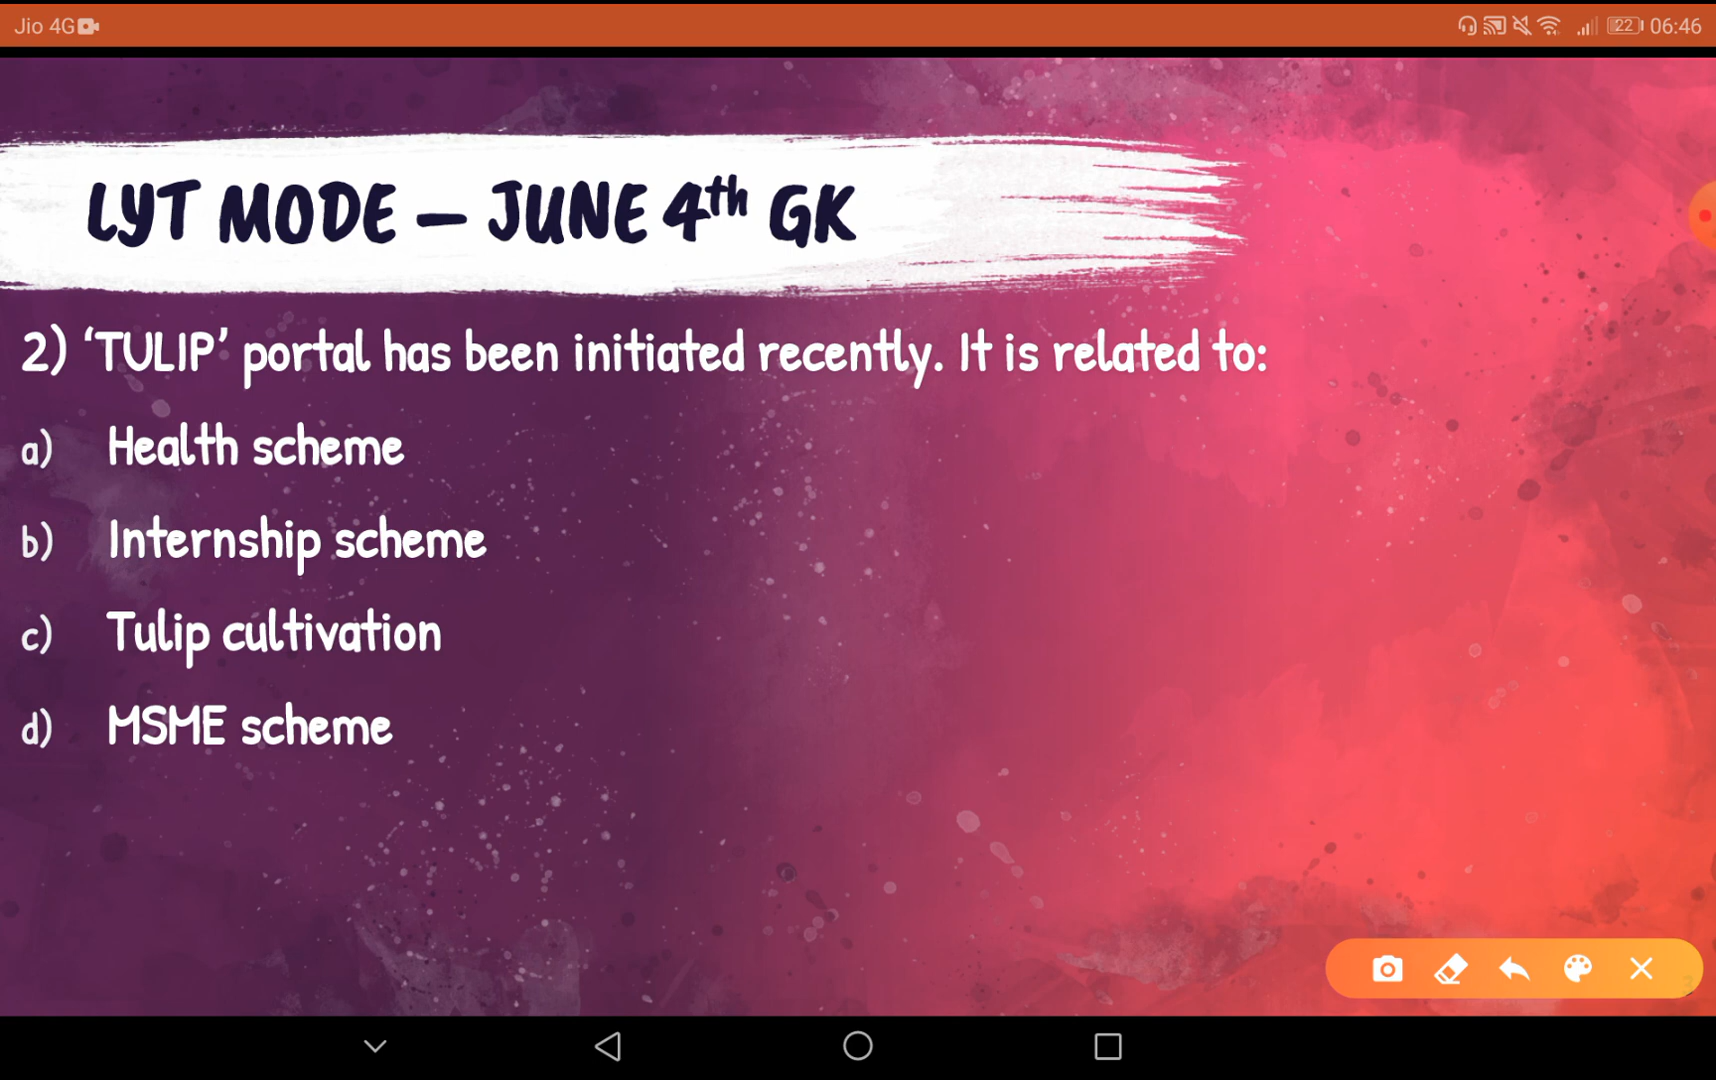 Jio 4G
22 06:46
LYT MODE – JUNE 4th GK
2) ‘TULIP’ portal has been initiated recently. It is related to:
a) Health scheme
b) Internship scheme
c) Tulip cultivation
d) MSME scheme
3